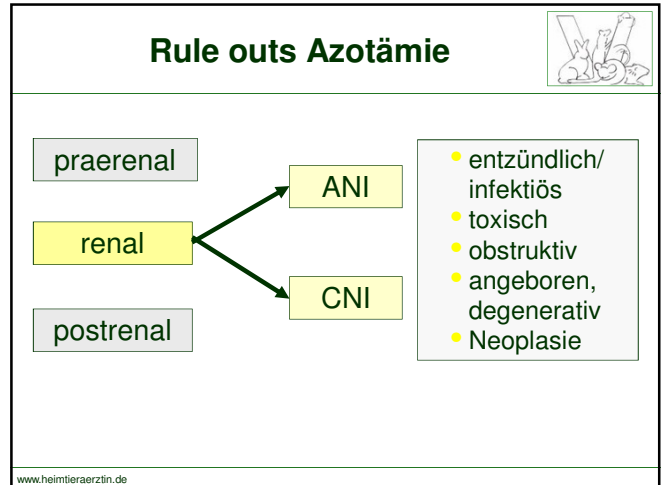 Rule outs Azotämie
praerenal
renal
postrenal
ANI
CNI
entzündlich/
infektiös
toxisch
obstruktiv
angeboren,
degenerativ
Neoplasie
www.heimtieraerztin.de